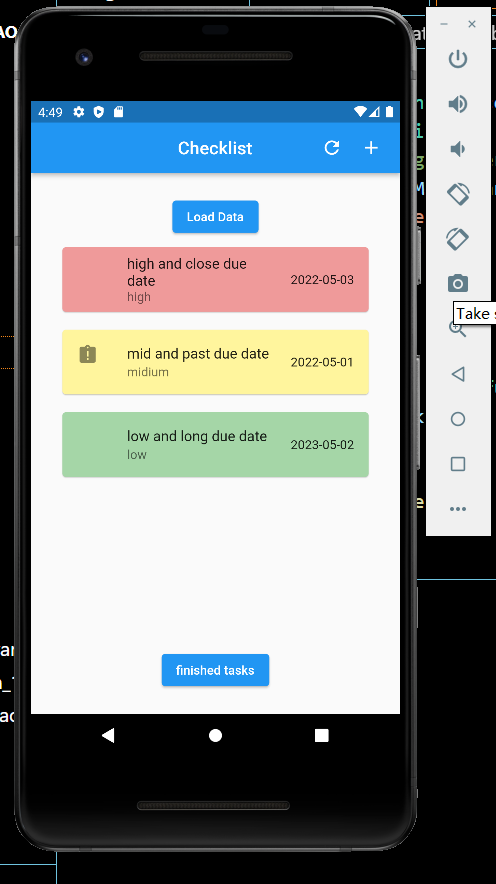 4:49
Checklist
Load Data
high and close due
date
high
2022-05-03
mid and past due date
midium
2022-05-01
low and long due date
low
2023-05-02
finished tasks
Take